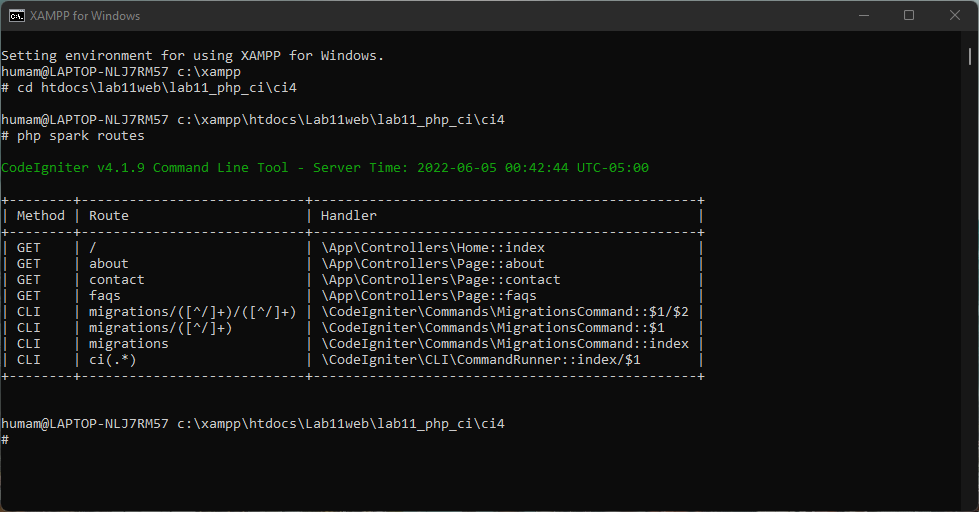 XAMPP for Windows
Setting environment for using XAMPP for Windows.
humam@LAPTOP-NLJ7RM57 c:\xampp
# cd htdocs\lab11web\lab11_php_ci\ci4
humam@LAPTOP-NLJ7RM57 c:\xampp\htdocs\Lab11web\lab11_php_ci\ci4
# php spark routes
CodeIgniter v4.1.9 Command Line Tool - Server Time: 2022-06-05 00:42:44 UTC-05:00
+--------+----------------------------+------------------------------------------------+
| Method | Route                      | Handler                                        |
+--------+----------------------------+------------------------------------------------+
| GET    | /                          | \App\Controllers\Home::index                   |
| GET    | about                      | \App\Controllers\Page::about                   |
| GET    | contact                    | \App\Controllers\Page::contact                 |
| GET    | faqs                       | \App\Controllers\Page::faqs                    |
| CLI    | migrations/([^/]+)/([^/]+) | \CodeIgniter\Commands\MigrationsCommand::$1/$2 |
| CLI    | migrations/([^/]+)         | \CodeIgniter\Commands\MigrationsCommand::$1    |
| CLI    | migrations                 | \CodeIgniter\Commands\MigrationsCommand::index |
| CLI    | ci(.*)                     | \CodeIgniter\CLI\CommandRunner::index/$1       |
+--------+----------------------------+------------------------------------------------+
humam@LAPTOP-NLJ7RM57 c:\xampp\htdocs\Lab11web\lab11_php_ci\ci4
#